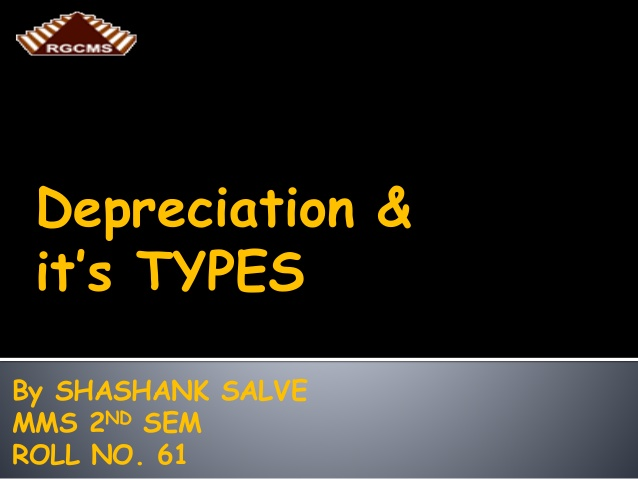 RGCMS
Depreciation &
it's TYPES
By SHASHANK SALVE
MMS 2ND SEM
ROLL NO. 61